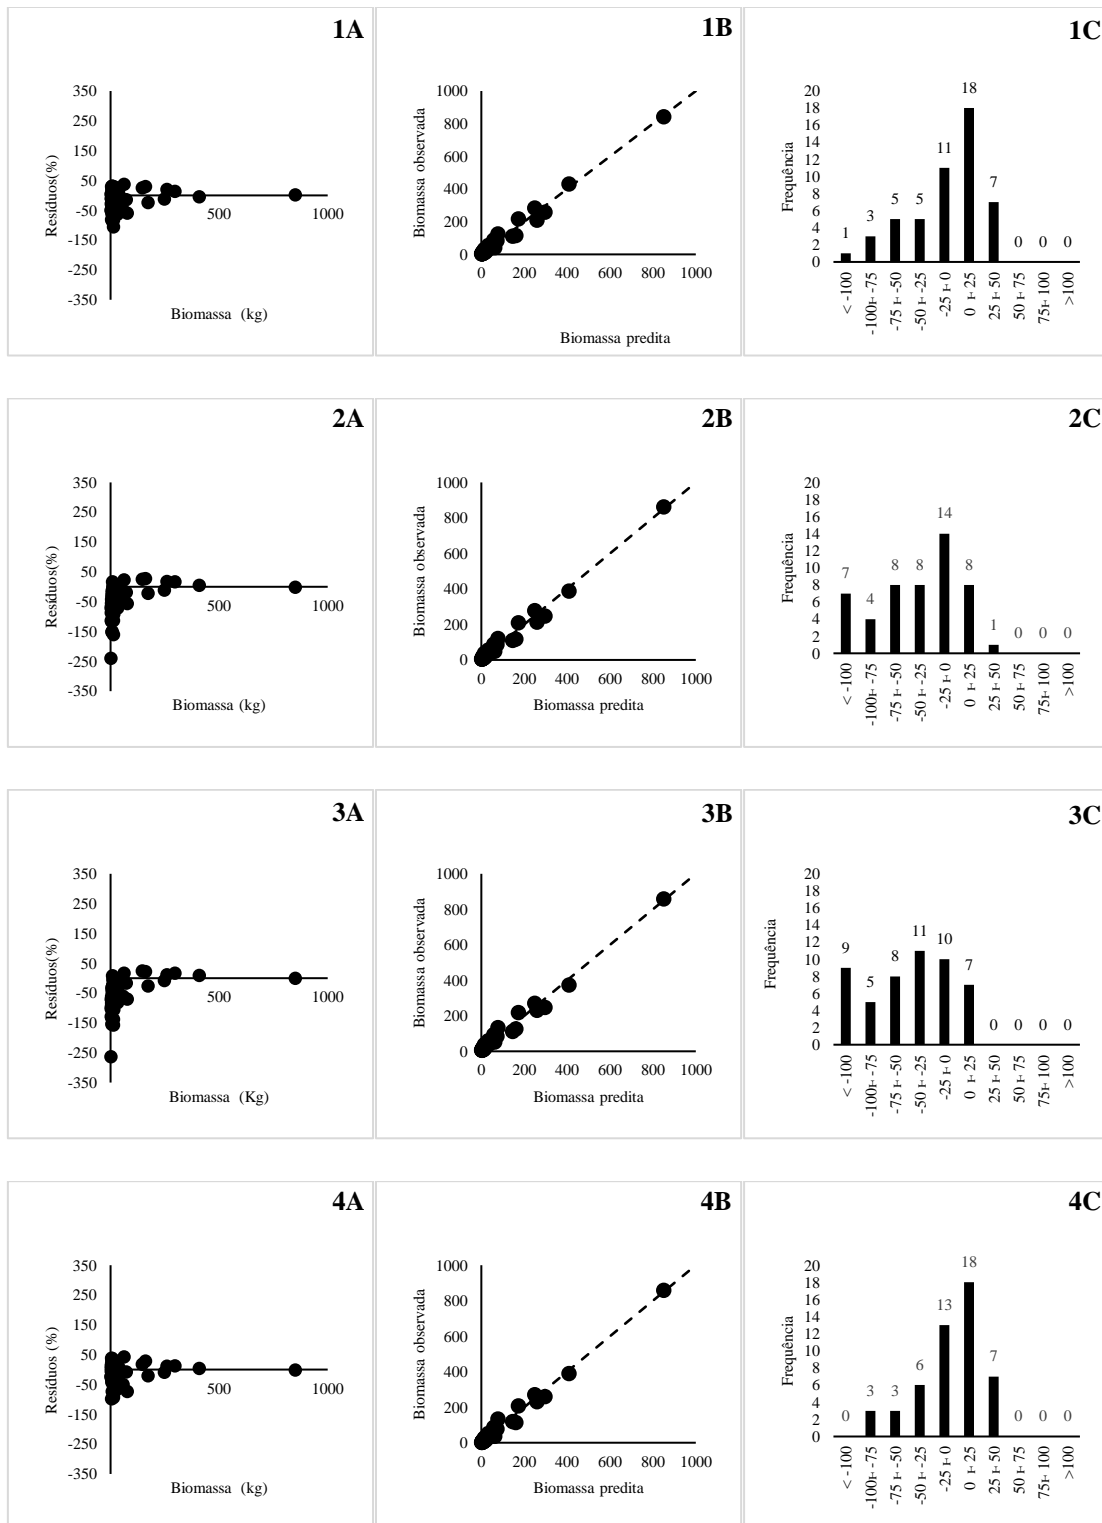 1A
350
250
150
50
-50
-150
-250
-350
500
1000
Resíduos(%)
Biomassa (kg)
1B
1000
800
600
400
200
0
0 200 400 600 800 1000
Biomassa observada
Biomassa predita
1C
20
18
16
14
12
10
8
6
4
2
0
Frequência
1 3 5 5 11 18 7 0 0 0
< -100
-100 ı- -75
-75 ı- -50
-50 ı- -25
-25 ı- 0
0 ı- 25
25 ı- 50
50 ı- 75
75 ı- 100
>100
2A
350
250
150
50
-50
-150
-250
-350
500
1000
Resíduos(%)
Biomassa (kg)
2B
1000
800
600
400
200
0
0 200 400 600 800 1000
Biomassa observada
Biomassa predita
2C
20
18
16
14
12
10
8
6
4
2
0
Frequência
7 4 8 8 14 8 1 0 0 0
< -100
-100 ı- -75
-75 ı- -50
-50 ı- -25
-25 ı- 0
0 ı- 25
25 ı- 50
50 ı- 75
75 ı- 100
>100
3A
350
250
150
50
-50
-150
-250
-350
500
1000
Resíduos(%)
Biomassa (Kg)
3B
1000
800
600
400
200
0
0 200 400 600 800 1000
Biomassa observada
Biomassa predita
3C
20
18
16
14
12
10
8
6
4
2
0
Frequência
9 5 8 11 10 7 0 0 0 0
< -100
-100 ı- -75
-75 ı- -50
-50 ı- -25
-25 ı- 0
0 ı- 25
25 ı- 50
50 ı- 75
75 ı- 100
>100
4A
350
250
150
50
-50
-150
-250
-350
500
1000
Resíduos (%)
Biomassa (kg)
4B
1000
800
600
400
200
0
0 200 400 600 800 1000
Biomassa observada
Biomassa predita
4C
20
18
16
14
12
10
8
6
4
2
0
Frequência
0 3 3 6 13 18 7 0 0 0
< -100
-100 ı- -75
-75 ı- -50
-50 ı- -25
-25 ı- 0
0 ı- 25
25 ı- 50
50 ı- 75
75 ı- 100
>100